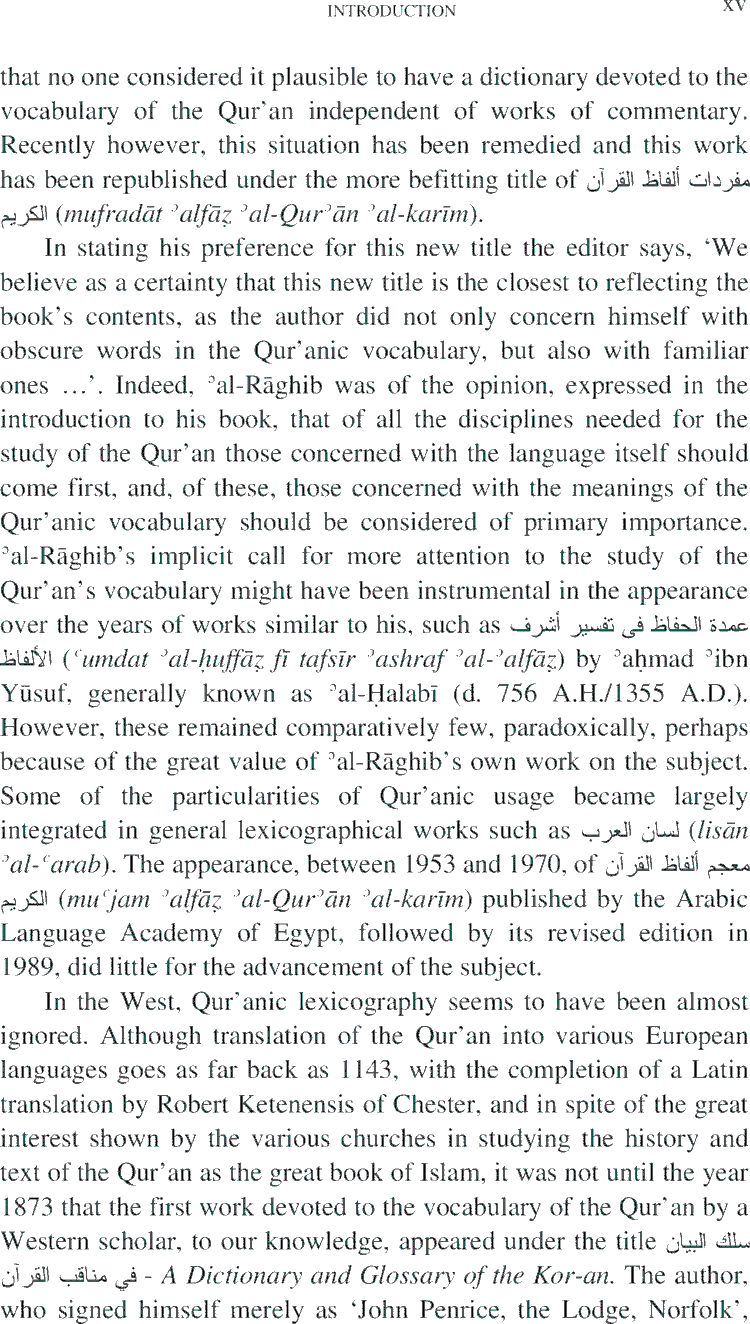 INTRODUCTION xv
that no one considered it plausible to have a dictionary devoted to the
vocabulary of the Qur’an independent of works of commentary.
Recently however, this situation has been remedied and this work
has been republished under the more befitting title of مفردات ألفاظ القرآن
الكريم (mufradāt ʾalfāẓ ʾal-Qurʾān ʾal-karīm).
In stating his preference for this new title the editor says, ‘We
believe as a certainty that this new title is the closest to reflecting the
book’s contents, as the author did not only concern himself with
obscure words in the Qur’anic vocabulary, but also with familiar
ones …’. Indeed, ʾal-Rāghib was of the opinion, expressed in the
introduction to his book, that of all the disciplines needed for the
study of the Qur’an those concerned with the language itself should
come first, and, of these, those concerned with the meanings of the
Qur’anic vocabulary should be considered of primary importance.
ʾal-Rāghib’s implicit call for more attention to the study of the
Qur’an’s vocabulary might have been instrumental in the appearance
over the years of works similar to his, such as عمدة الحفاظ فى تفسير أشرف
الألفاظ (ʿumdat ʾal-ḥuffāẓ fī tafsīr ʾashraf ʾal-ʾalfāẓ) by ʾaḥmad ʾibn
Yūsuf, generally known as ʾal-Ḥalabī (d. 756 A.H./1355 A.D.).
However, these remained comparatively few, paradoxically, perhaps
because of the great value of ʾal-Rāghib’s own work on the subject.
Some of the particularities of Qur’anic usage became largely
integrated in general lexicographical works such as لسان العرب (lisān
ʾal-ʿarab). The appearance, between 1953 and 1970, of معجم ألفاظ القرآن
الكريم (muʿjam ʾalfāẓ ʾal-Qurʾān ʾal-karīm) published by the Arabic
Language Academy of Egypt, followed by its revised edition in
1989, did little for the advancement of the subject.
In the West, Qur’anic lexicography seems to have been almost
ignored. Although translation of the Qur’an into various European
languages goes as far back as 1143, with the completion of a Latin
translation by Robert Ketenensis of Chester, and in spite of the great
interest shown by the various churches in studying the history and
text of the Qur’an as the great book of Islam, it was not until the year
1873 that the first work devoted to the vocabulary of the Qur’an by a
Western scholar, to our knowledge, appeared under the title سلك البيان
في مناقب القرآن - A Dictionary and Glossary of the Kor-an. The author,
who signed himself merely as ‘John Penrice, the Lodge, Norfolk’,